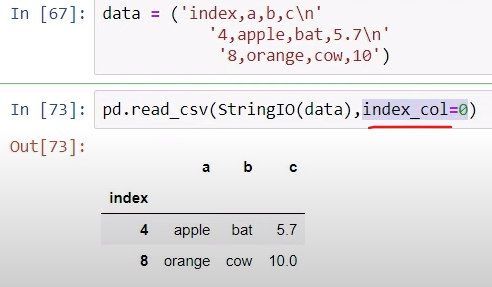 In [67]: data = ('index,a,b,c\n'
'4,apple,bat,5.7\n'
'8,orange,cow,10')
In [73]: pd.read_csv(StringIO(data),index_col=0)
Out[73]:
a b c
index
4 apple bat 5.7
8 orange cow 10.0